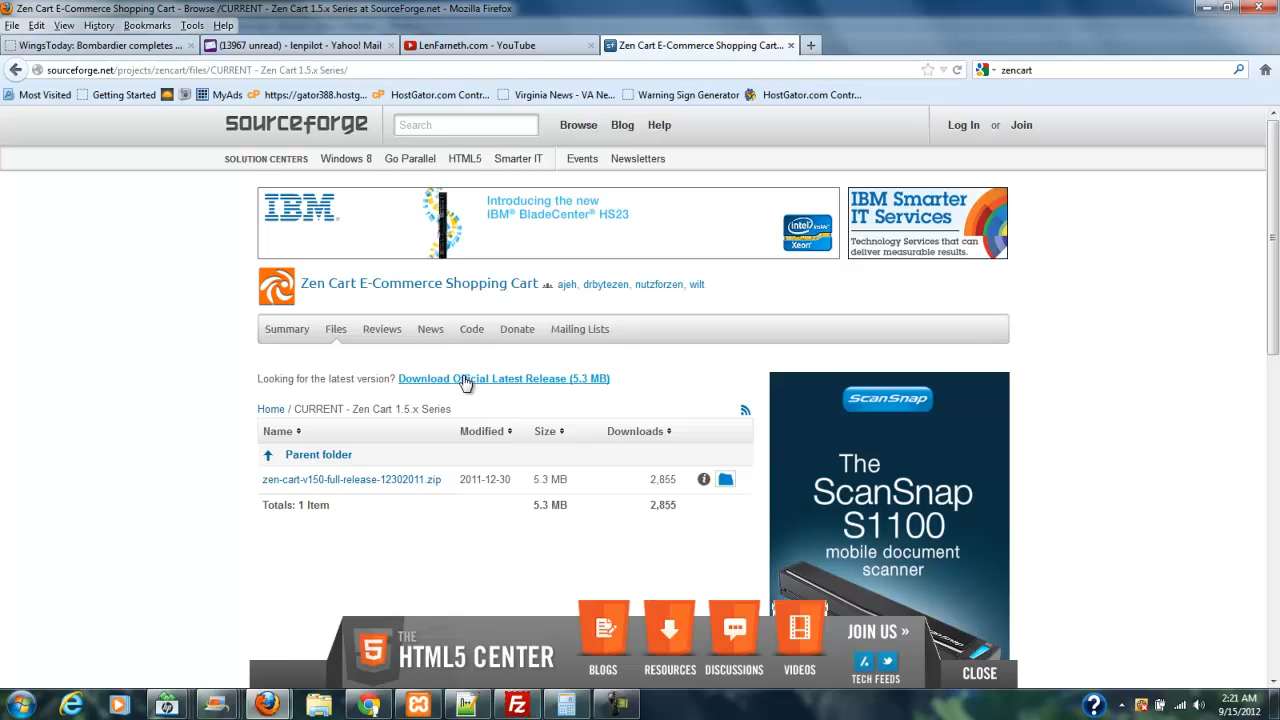 Zen Cart E-Commerce Shopping Cart - Browse /CURRENT - Zen Cart 1.5.x Series at SourceForge.net - Mozilla Firefox
File Edit View History Bookmarks Tools Help
WingsToday: Bombardier completes ... (13967 unread) - lenpilot - Yahoo! Mail LenFarneth.com - YouTube Zen Cart E-Commerce Shopping Cart...
sourceforge.net/projects/zencart/files/CURRENT - Zen Cart 1.5.x Series/ zencart
Most Visited Getting Started MyAds https://gator388.hostg... HostGator.com Contr... Virginia News - VA Ne... Warning Sign Generator HostGator.com Contr...
sourceforge Search Browse Blog Help Log In or Join
SOLUTION CENTERS Windows 8 Go Parallel HTML5 Smarter IT Events Newsletters
IBM Introducing the new
IBM® BladeCenter® HS23
intel inside
Xeon
IBM Smarter
IT Services
Technology Services that can
deliver measurable results.
Zen Cart E-Commerce Shopping Cart ajeh, drbytezen, nutzforzen, wilt
Summary Files Reviews News Code Donate Mailing Lists
Looking for the latest version? Download Official Latest Release (5.3 MB)
Home / CURRENT - Zen Cart 1.5.x Series
Name Modified Size Downloads
Parent folder
zen-cart-v150-full-release-12302011.zip 2011-12-30 5.3 MB 2,855
Totals: 1 Item 5.3 MB 2,855
ScanSnap
The
ScanSnap
S1100
mobile document
scanner
5 THE
HTML5 CENTER
BLOGS RESOURCES DISCUSSIONS VIDEOS
JOIN US »
TECH FEEDS
CLOSE
2:21 AM
9/15/2012